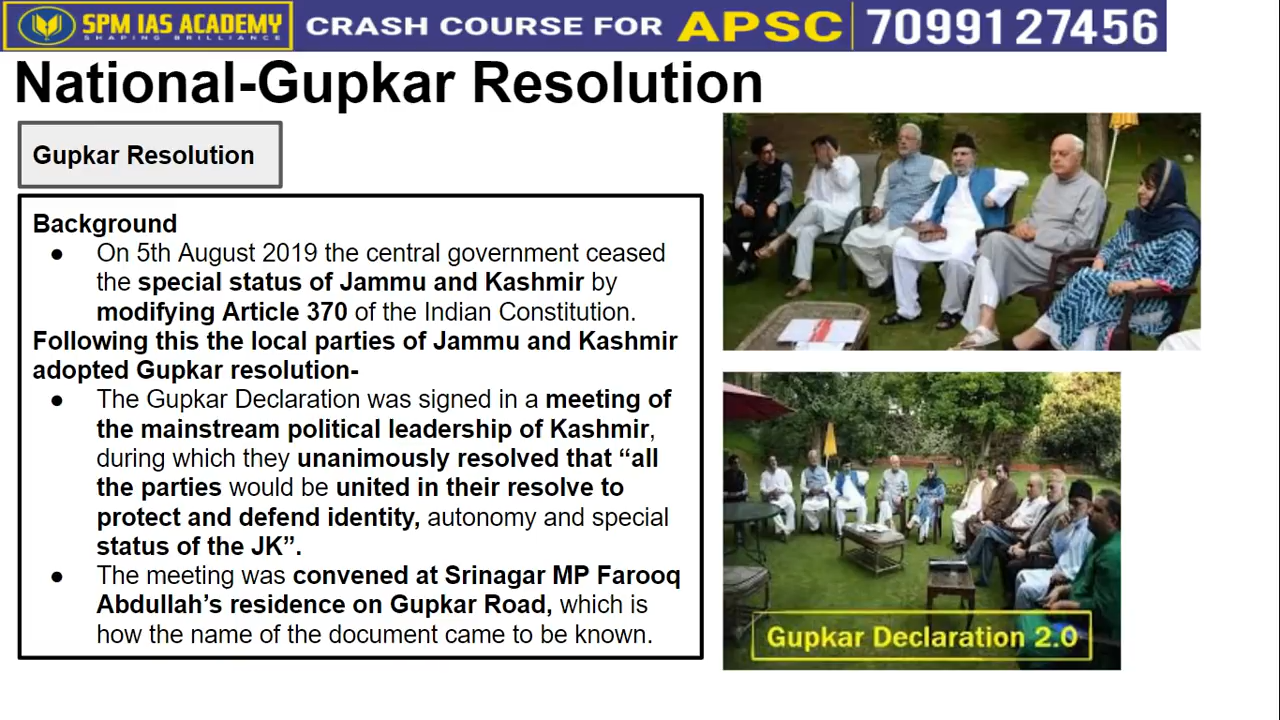 SPM IAS ACADEMY
SHAPING BRILLIANCE
CRASH COURSE FOR APSC 7099127456
National-Gupkar Resolution
Gupkar Resolution
Background
● On 5th August 2019 the central government ceased
the special status of Jammu and Kashmir by
modifying Article 370 of the Indian Constitution.
Following this the local parties of Jammu and Kashmir
adopted Gupkar resolution-
● The Gupkar Declaration was signed in a meeting of
the mainstream political leadership of Kashmir,
during which they unanimously resolved that “all
the parties would be united in their resolve to
protect and defend identity, autonomy and special
status of the JK”.
● The meeting was convened at Srinagar MP Farooq
Abdullah’s residence on Gupkar Road, which is
how the name of the document came to be known.
Gupkar Declaration 2.0